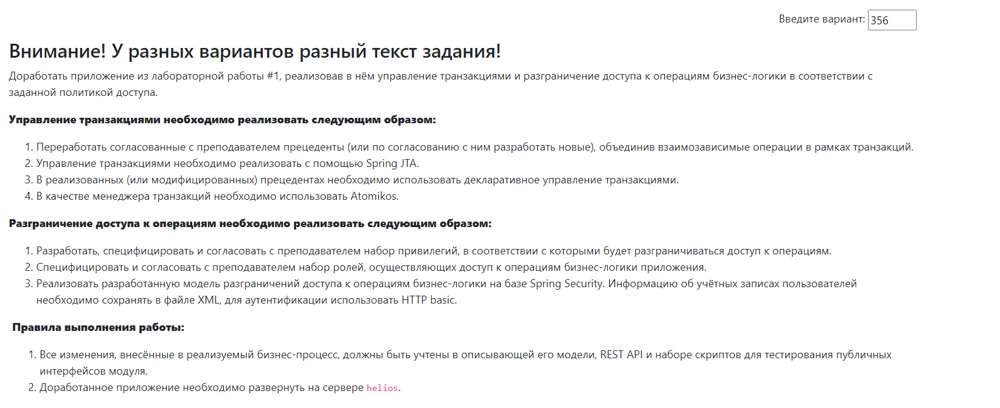 Введите вариант: 356
Внимание! У разных вариантов разный текст задания!
Доработать приложение из лабораторной работы #1, реализовав в нём управление транзакциями и разграничение доступа к операциям бизнес-логики в соответствии с
заданной политикой доступа.
Управление транзакциями необходимо реализовать следующим образом:
1. Переработать согласованные с преподавателем прецеденты (или по согласованию с ним разработать новые), объединив взаимозависимые операции в рамках транзакций.
2. Управление транзакциями необходимо реализовать с помощью Spring JTA.
3. В реализованных (или модифицированных) прецедентах необходимо использовать декларативное управление транзакциями.
4. В качестве менеджера транзакций необходимо использовать Atomikos.
Разграничение доступа к операциям необходимо реализовать следующим образом:
1. Разработать, специфицировать и согласовать с преподавателем набор привилегий, в соответствии с которыми будет разграничиваться доступ к операциям.
2. Специфицировать и согласовать с преподавателем набор ролей, осуществляющих доступ к операциям бизнес-логики приложения.
3. Реализовать разработанную модель разграничений доступа к операциям бизнес-логики на базе Spring Security. Информацию об учётных записах пользователей
необходимо сохранять в файле XML, для аутентификации использовать HTTP basic.
Правила выполнения работы:
1. Все изменения, внесённые в реализуемый бизнес-процесс, должны быть учтены в описывающей его модели, REST API и наборе скриптов для тестирования публичных
интерфейсов модуля.
2. Доработанное приложение необходимо развернуть на сервере helios.